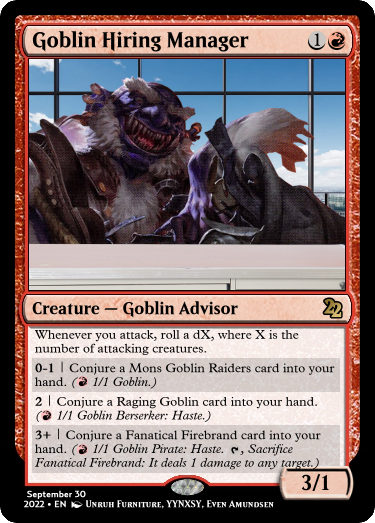 Goblin Hiring Manager 1
Creature — Goblin Advisor
Whenever you attack, roll a dX, where X is the
number of attacking creatures.
0-1 | Conjure a Mons Goblin Raiders card into your
hand. ( 1/1 Goblin.)
2 | Conjure a Raging Goblin card into your hand.
( 1/1 Goblin Berserker: Haste.)
3+ | Conjure a Fanatical Firebrand card into your
hand. ( 1/1 Goblin Pirate: Haste. , Sacrifice
Fanatical Firebrand: It deals 1 damage to any target.)
3/1
September 30
2022 • EN Unruh Furniture, YYNXSY, Even Amundsen